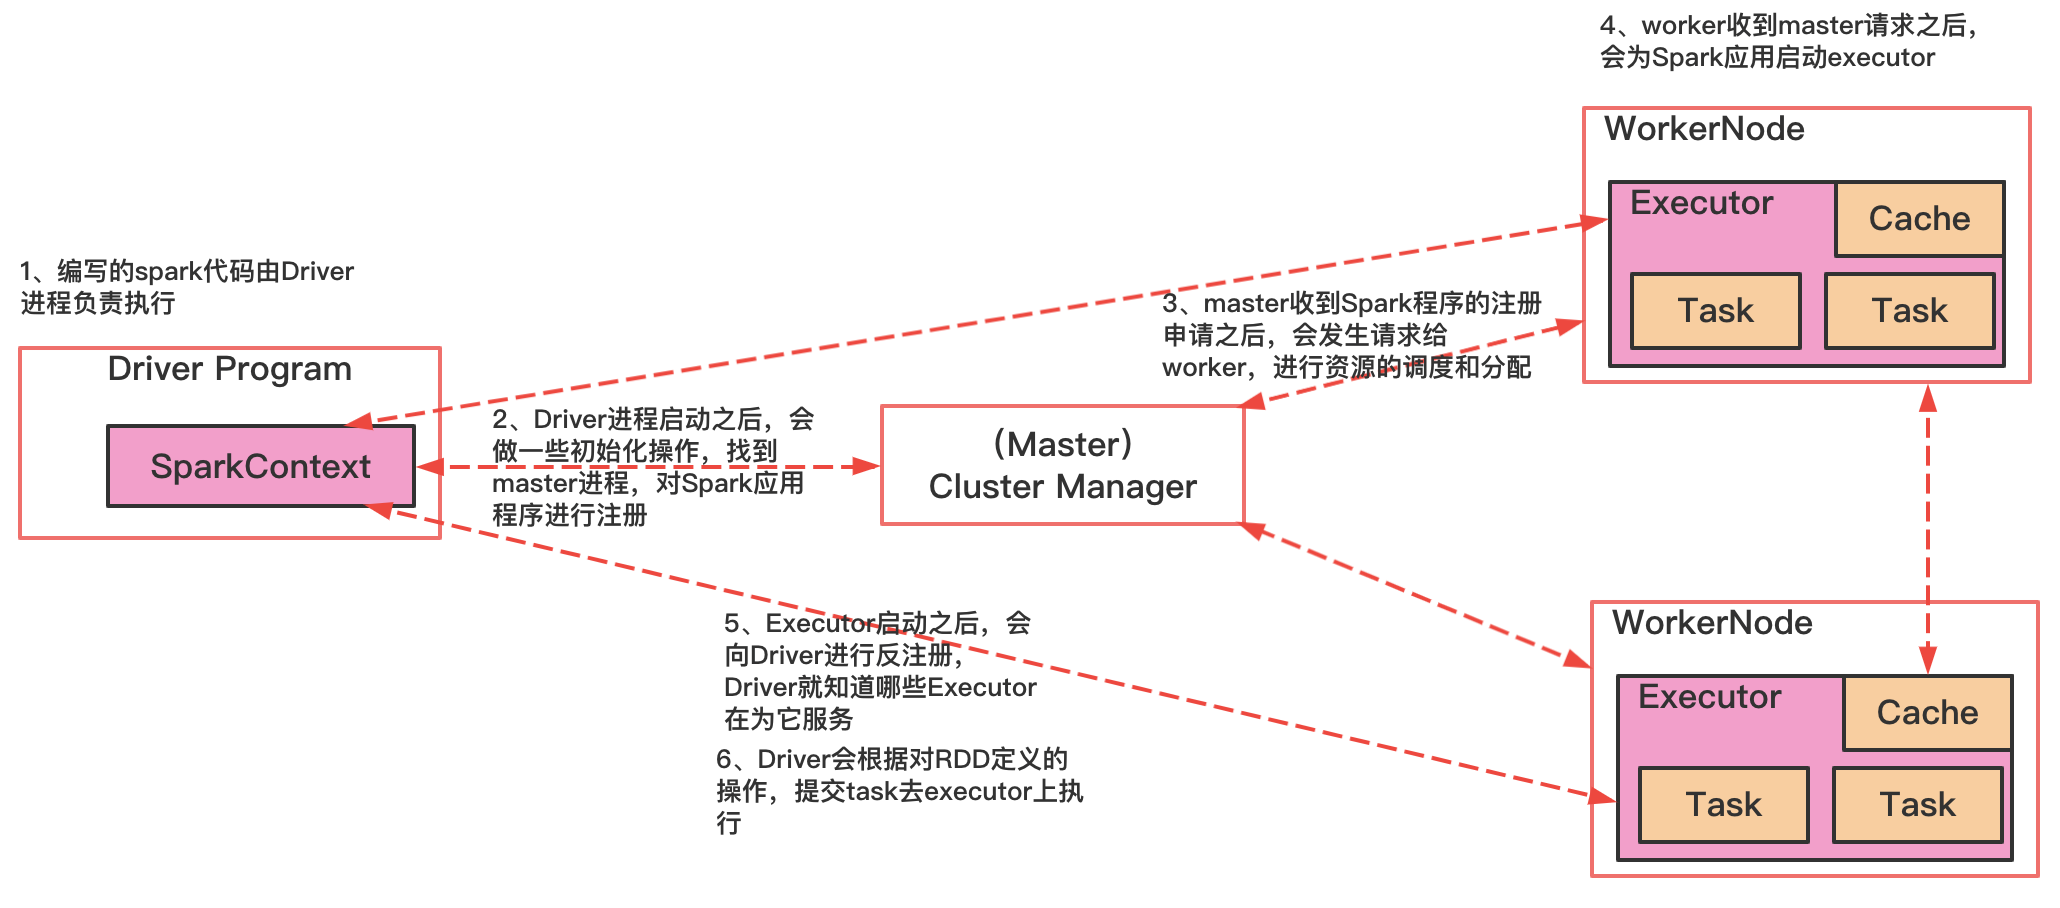 4、worker收到master请求之后，
会为Spark应用启动executor
WorkerNode
Executor
Cache
Task
Task
1、编写的spark代码由Driver
进程负责执行
Driver Program
SparkContext
2、Driver进程启动之后，会
做一些初始化操作，找到
master进程，对Spark应用
程序进行注册
3、master收到Spark程序的注册
申请之后，会发生请求给
worker，进行资源的调度和分配
（Master）
Cluster Manager
5、Executor启动之后，会
向Driver进行反注册，
Driver就知道哪些Executor
在为它服务
6、Driver会根据对RDD定义的
操作，提交task去executor上执
行
WorkerNode
Executor
Cache
Task
Task